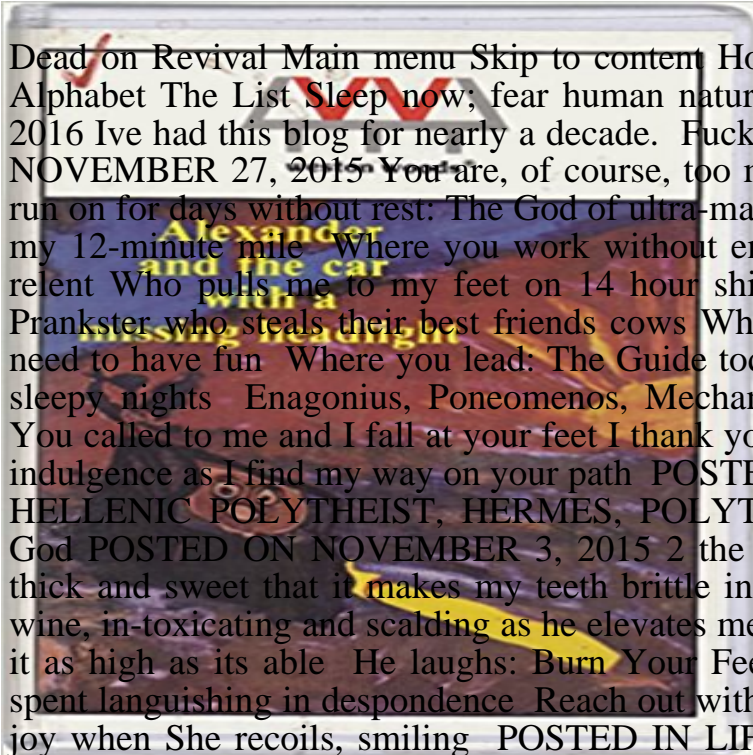 Dead on Revival Main menu Skip to content Ho
Alphabet The List Sleep now; fear human natur
2016 Ive had this blog for nearly a decade. Fuck
NOVEMBER 27, 2015 You are, of course, too
run on for days without rest: The God of ultra-ma
my 12-minute mile Where you work without
relent Who pulls me to my feet on 14 hour shi
Prankster who steals their best friends cows Wh
need to have fun Where you lead: The Guide
sleepy nights Enagonius, Poneomenos, Mechan
You called to me and I fall at your feet I thank yo
indulgence as I find my way on your path POSTE
HELLENIC POLYTHEIST, HERMES, POLYT
God POSTED ON NOVEMBER 3, 2015 2 the
thick and sweet that it makes my teeth brittle in
wine, in-toxicating and scalding as he elevates me
it as high as its able He laughs: Burn Your Fee
spent languishing in despondence Reach out with
joy when She recoils, smiling POSTED IN LIF
Alexander
and the car
with a
missing headlight